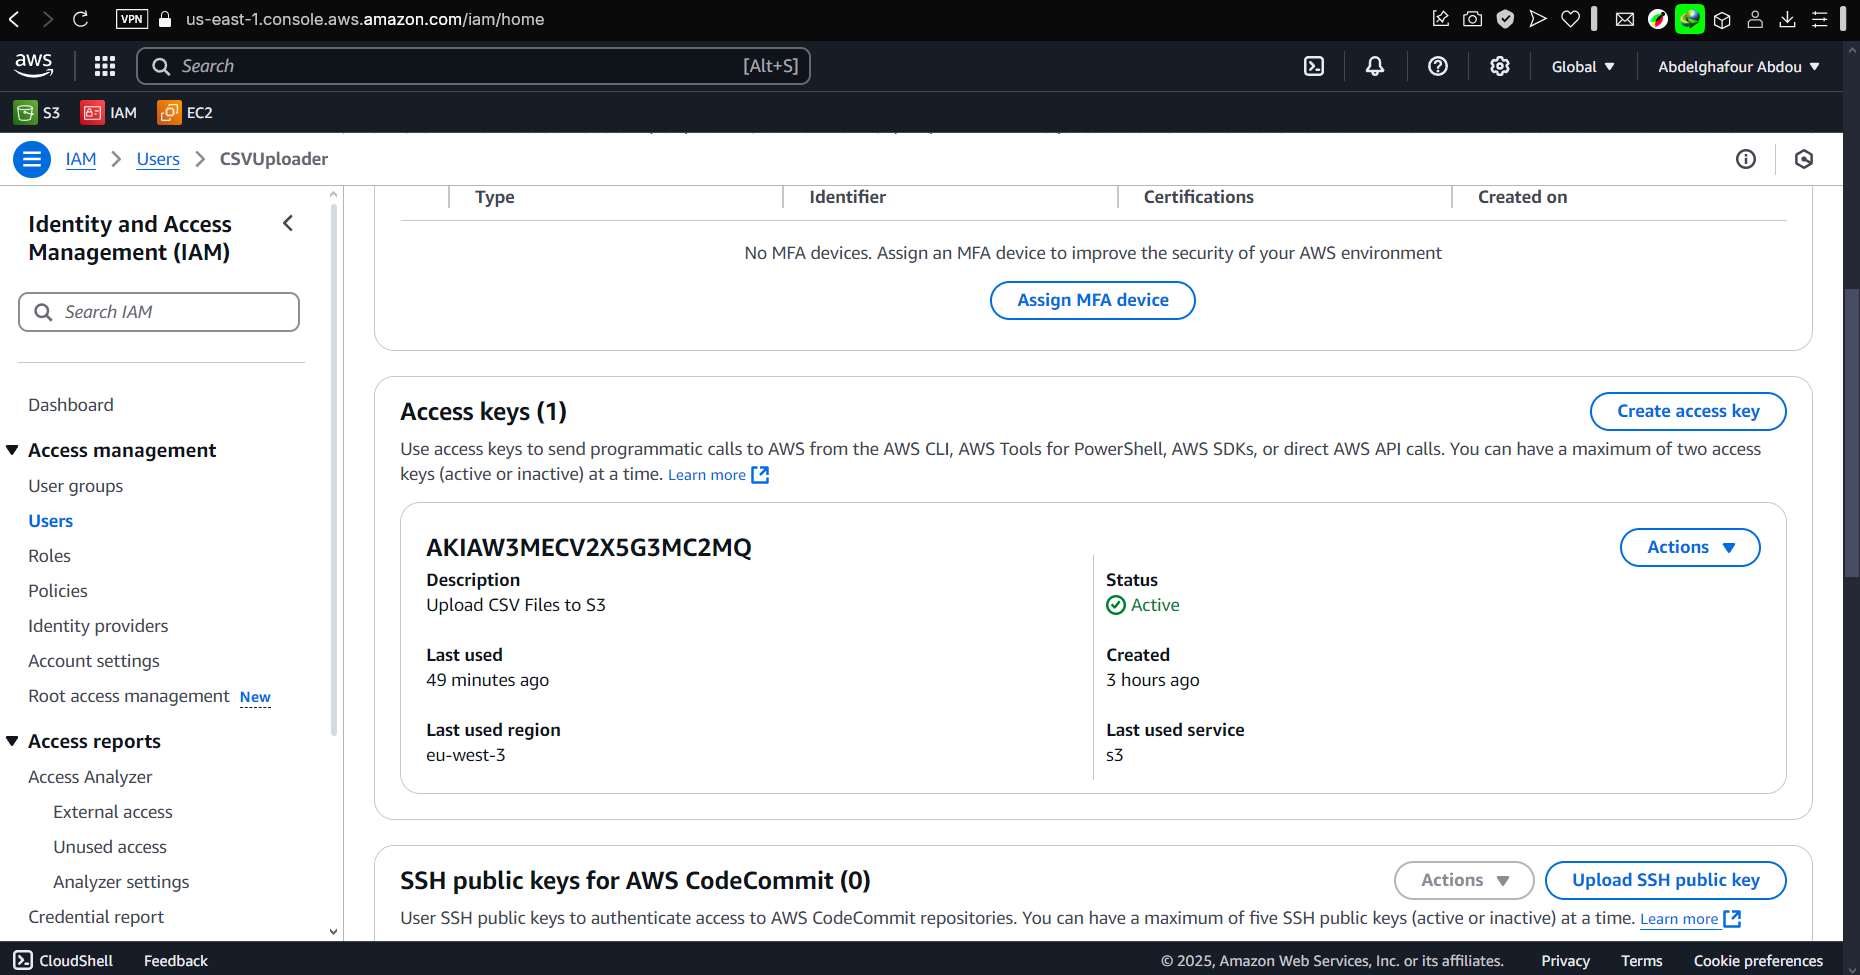 VPN us-east-1.console.aws.amazon.com/iam/home
aws Search [Alt+S] Global Abdelghafour Abdou
S3 IAM EC2
IAM Users CSVUploader
Identity and Access
Management (IAM)
Search IAM
Dashboard
Access management
User groups
Users
Roles
Policies
Identity providers
Account settings
Root access management New
Access reports
Access Analyzer
External access
Unused access
Analyzer settings
Credential report
Type Identifier Certifications Created on
No MFA devices. Assign an MFA device to improve the security of your AWS environment
Assign MFA device
Access keys (1)
Create access key
Use access keys to send programmatic calls to AWS from the AWS CLI, AWS Tools for PowerShell, AWS SDKs, or direct AWS API calls. You can have a maximum of two access
keys (active or inactive) at a time. Learn more
AKIAW3MECV2X5G3MC2MQ
Actions
Description
Upload CSV Files to S3
Status
Active
Last used
49 minutes ago
Created
3 hours ago
Last used region
eu-west-3
Last used service
s3
SSH public keys for AWS CodeCommit (0)
Actions
Upload SSH public key
User SSH public keys to authenticate access to AWS CodeCommit repositories. You can have a maximum of five SSH public keys (active or inactive) at a time. Learn more
CloudShell Feedback © 2025, Amazon Web Services, Inc. or its affiliates. Privacy Terms Cookie preferences